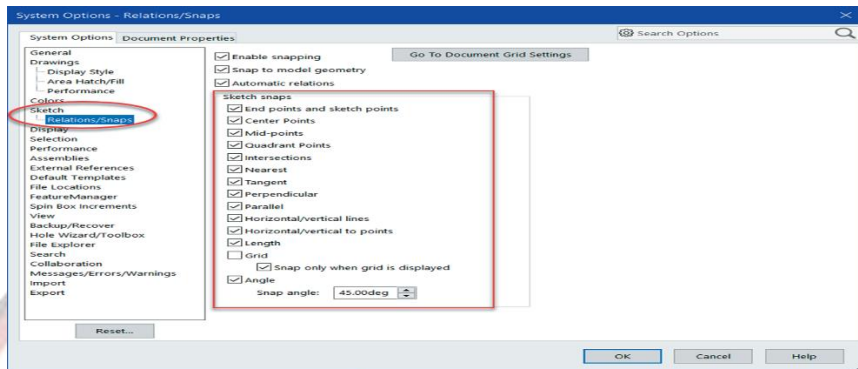 System Options - Relations/Snaps
System Options Document Properties
Search Options
General
Drawings
Display Style
Area Hatch/Fill
Performance
Colors
Sketch
Relations/Snaps
Display
Selection
Performance
Assemblies
External References
Default Templates
File Locations
FeatureManager
Spin Box Increments
View
Backup/Recover
Hole Wizard/Toolbox
File Explorer
Search
Collaboration
Messages/Errors/Warnings
Import
Export
Reset...
Enable snapping
Go To Document Grid Settings
Snap to model geometry
Automatic relations
Sketch snaps
End points and sketch points
Center Points
Mid-points
Quadrant Points
Intersections
Nearest
Tangent
Perpendicular
Parallel
Horizontal/vertical lines
Horizontal/vertical to points
Length
Grid
Snap only when grid is displayed
Angle
Snap angle: 45.00deg
OK Cancel Help